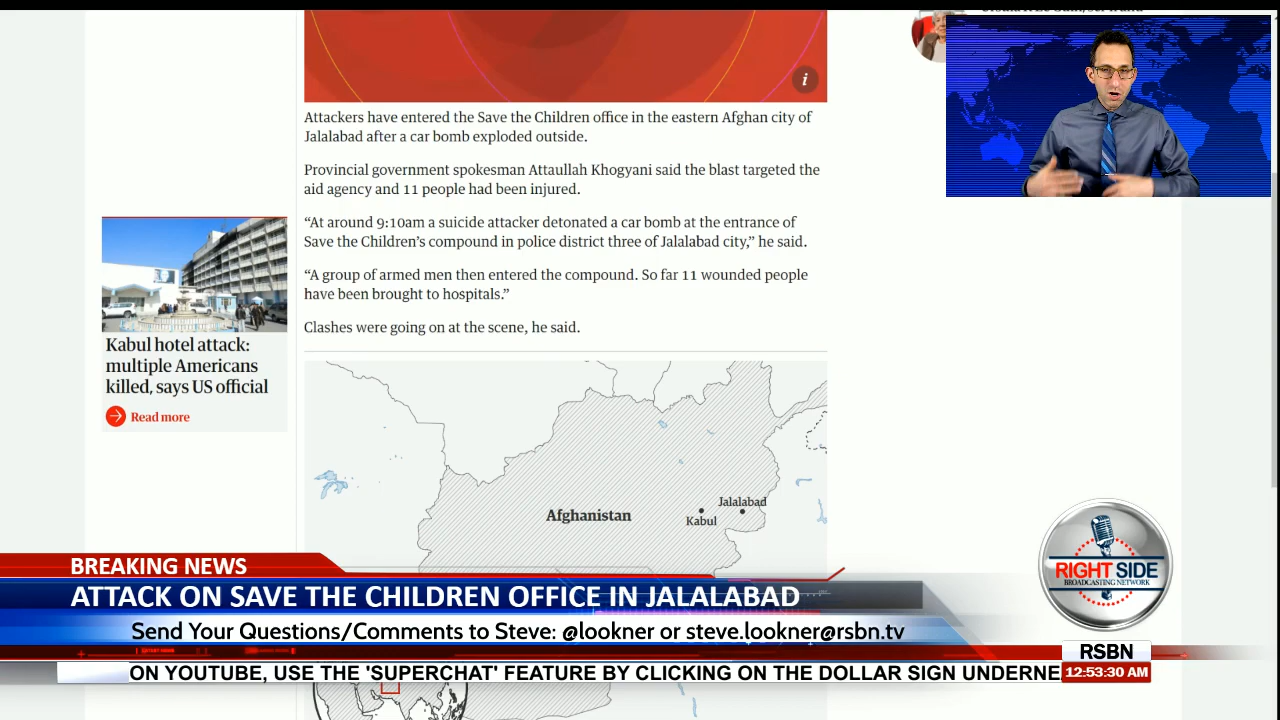 i
Attackers have entered the Save the Children office in the eastern Afghan city of
Jalalabad after a car bomb exploded outside.
Provincial government spokesman Attaullah Khogyani said the blast targeted the
aid agency and 11 people had been injured.
“At around 9:10am a suicide attacker detonated a car bomb at the entrance of
Save the Children’s compound in police district three of Jalalabad city,” he said.
“A group of armed men then entered the compound. So far 11 wounded people
have been brought to hospitals.”
Clashes were going on at the scene, he said.
Kabul hotel attack:
multiple Americans
killed, says US official
Read more
Afghanistan
Jalalabad
Kabul
BREAKING NEWS
ATTACK ON SAVE THE CHILDREN OFFICE IN JALALABAD
Send Your Questions/Comments to Steve: @lookner or steve.lookner@rsbn.tv
RIGHT SIDE
BROADCASTING NETWORK
RSBN
12:53:30 AM
ON YOUTUBE, USE THE 'SUPERCHAT' FEATURE BY CLICKING ON THE DOLLAR SIGN UNDERNE